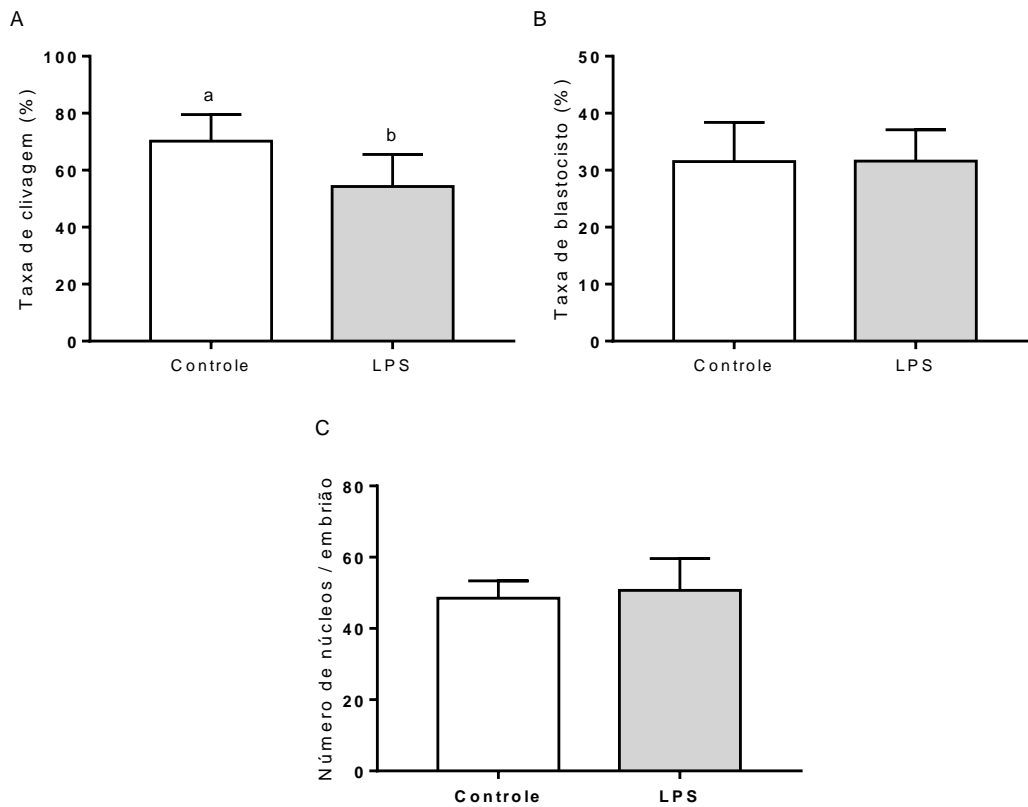 A
Taxa de clivagem (%)
100
80
60
40
20
0
a
b
Controle
LPS
B
Taxa de blastocisto (%)
50
40
30
20
10
0
Controle
LPS
C
Número de núcleos / embrião
80
60
40
20
0
Controle
LPS